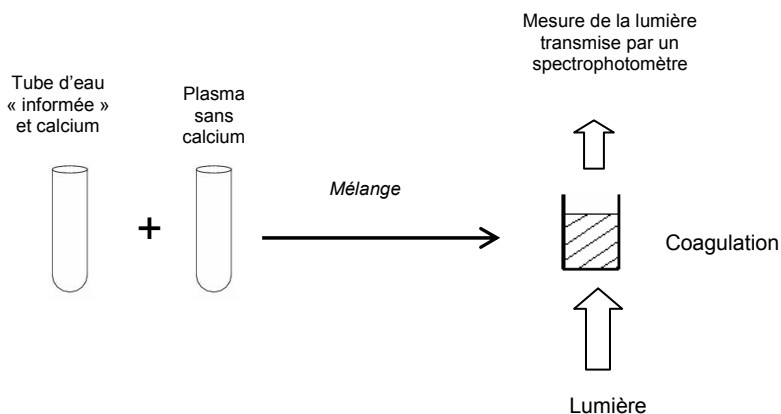 Mesure de la lumière
transmise par un
spectrophotomètre
Tube d’eau
« informée »
et calcium
Plasma
sans
calcium
Mélange
+
Coagulation
Lumière